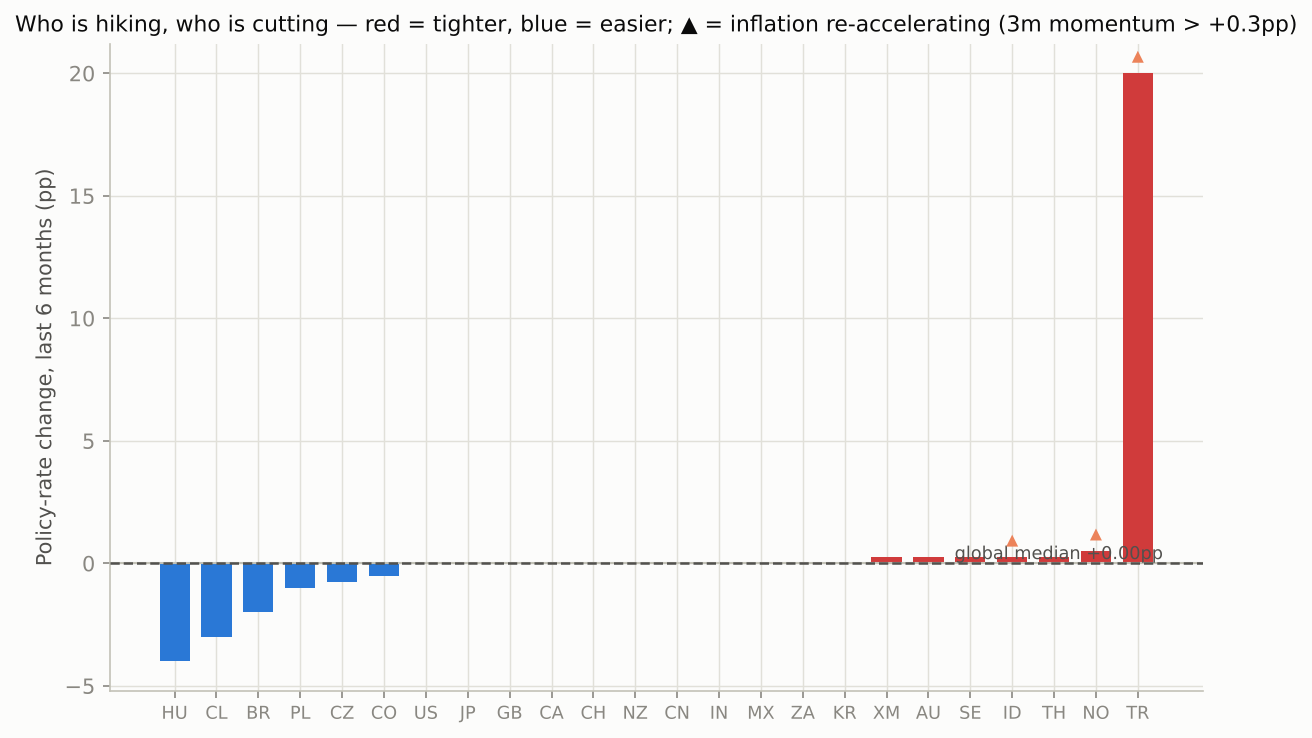 Who is hiking, who is cutting — red = tighter, blue = easier; ▲ = inflation re-accelerating (3m momentum > +0.3pp)
Policy-rate change, last 6 months (pp)
20
15
10
5
0
−5
global median +0.00pp
HU CL BR PL CZ CO US JP GB CA CH NZ CN IN MX ZA KR XM AU SE ID TH NO TR